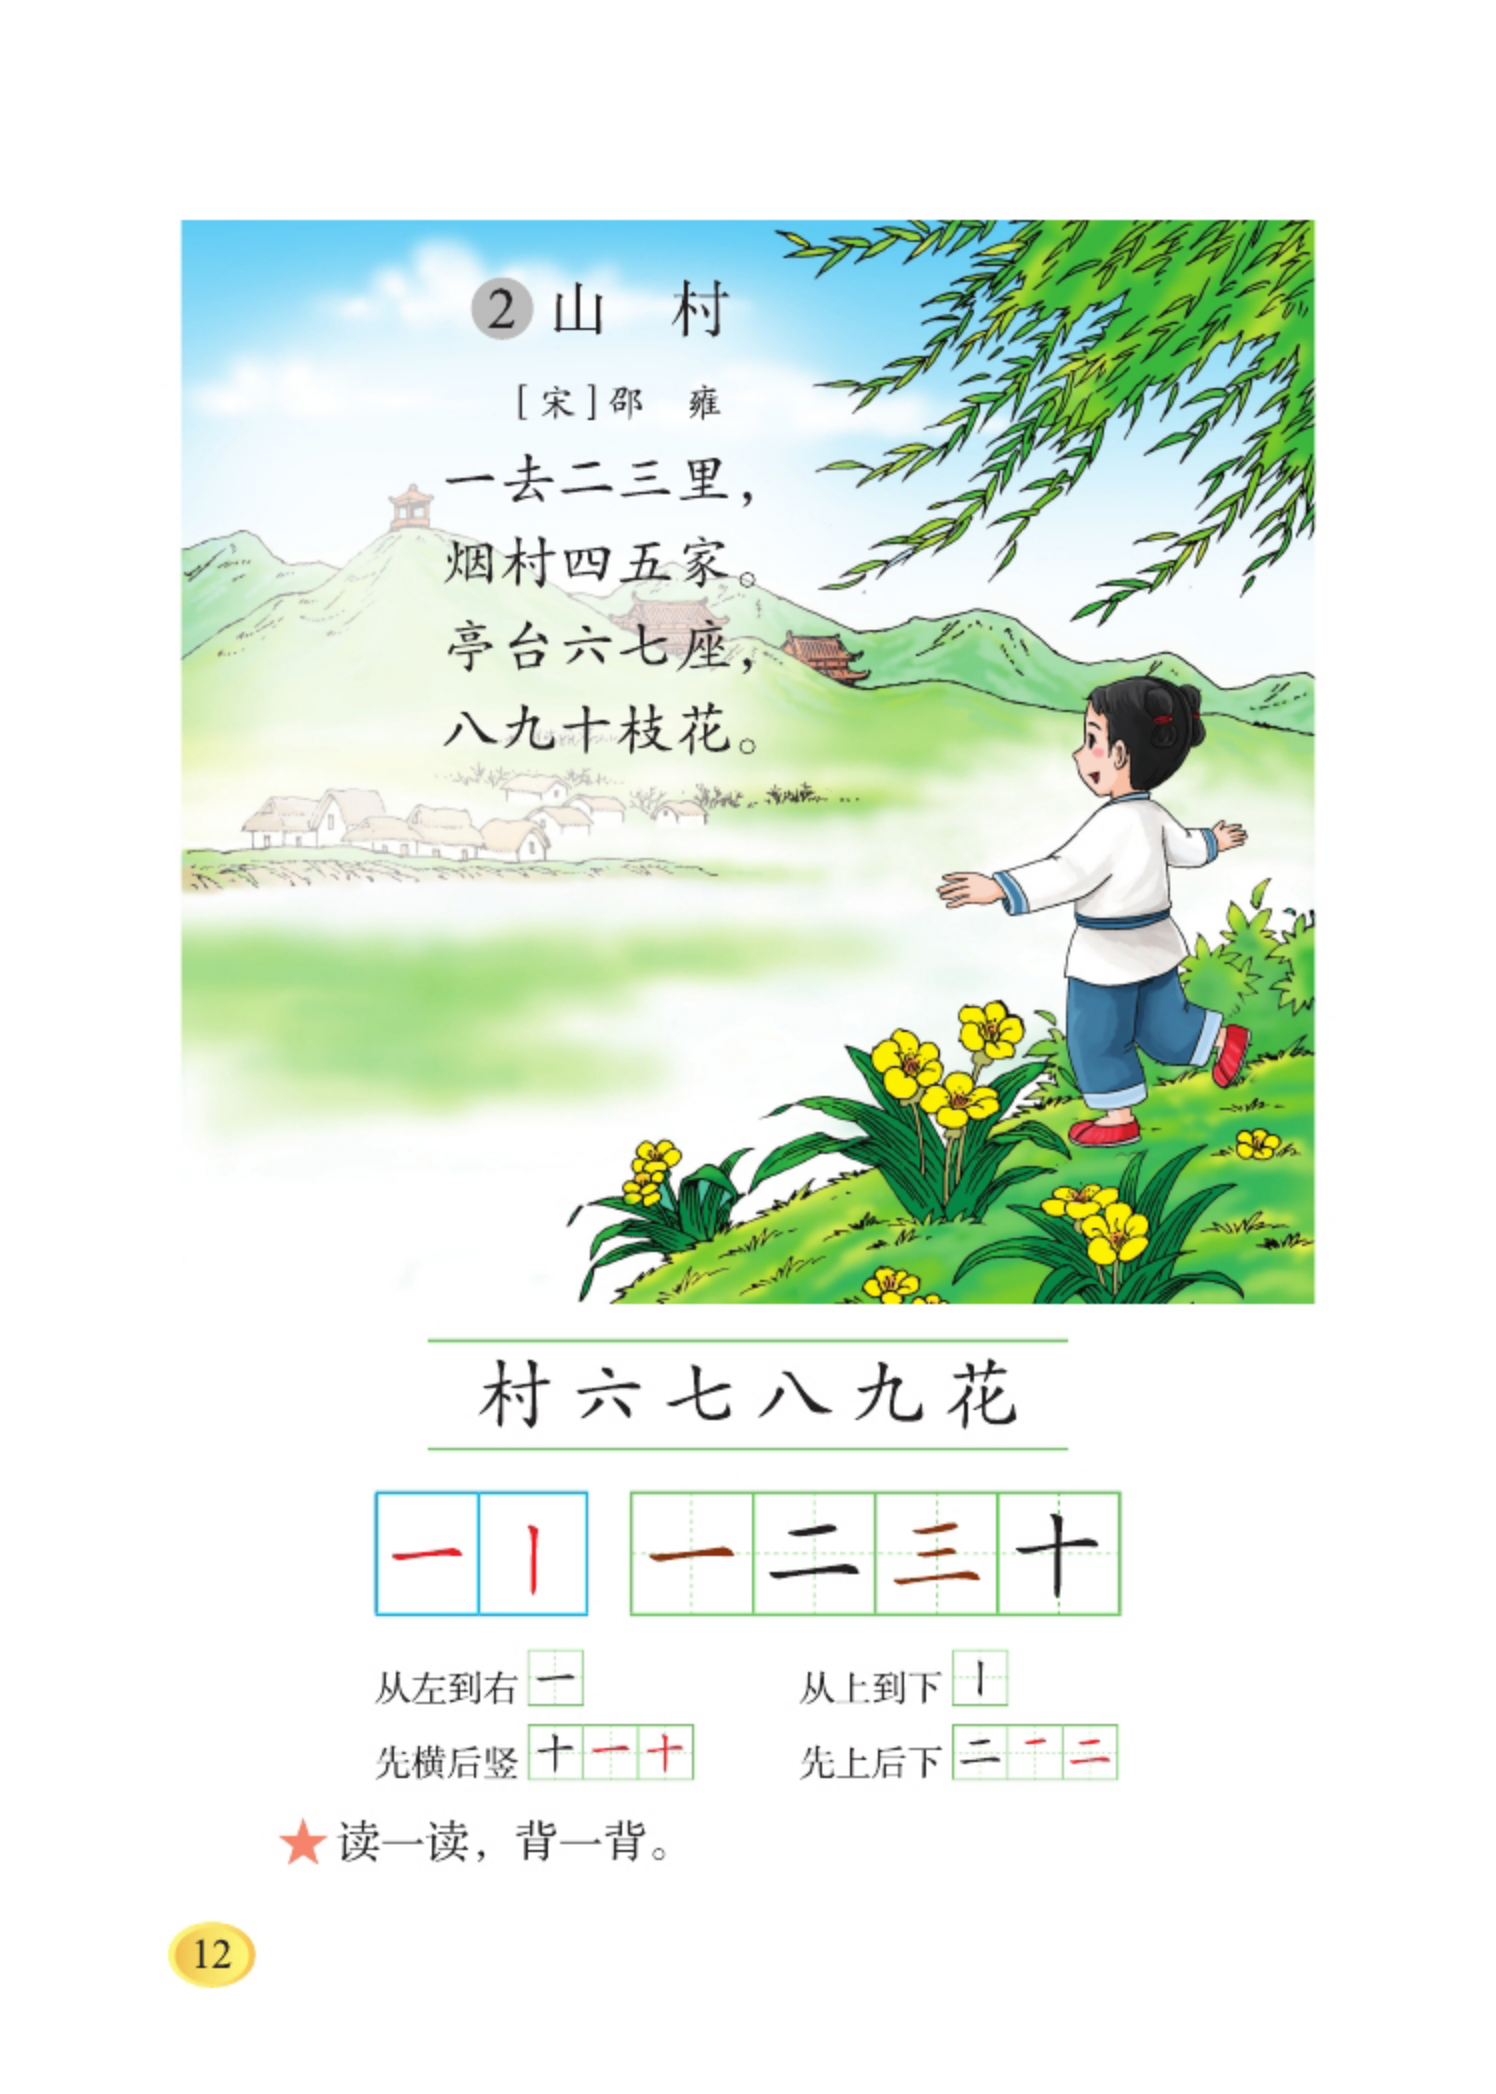 2 山 村
[宋]邵 雍
一去二三里，
烟村四五家。
亭台六七座，
八九十枝花。
村 六 七 八 九 花
一 丨 一 二 三 十
从左到右 一 从上到下 丨
先横后竖 十 一 十 先上后下 二 一 二
★读一读，背一背。
12